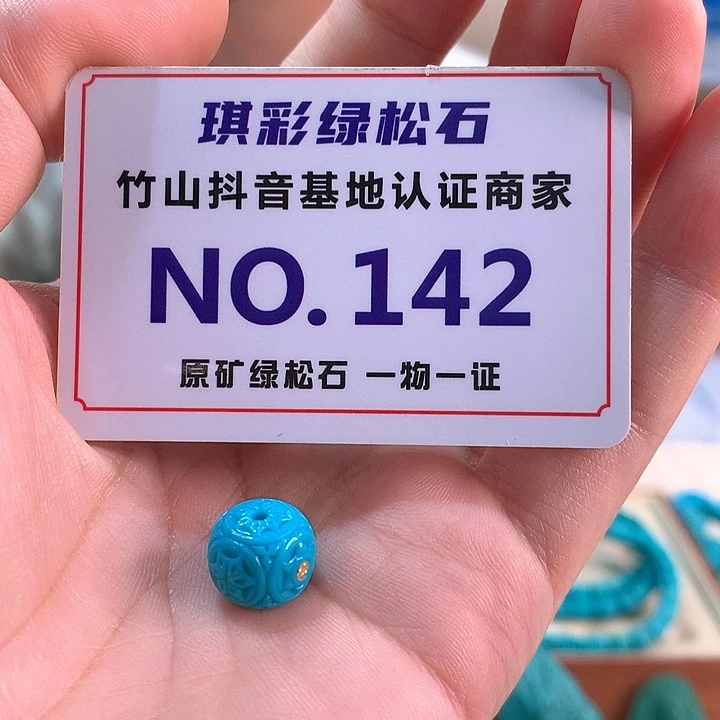 琪彩绿松石
竹山抖音基地认证商家
NO.142
原矿绿松石 一物一证